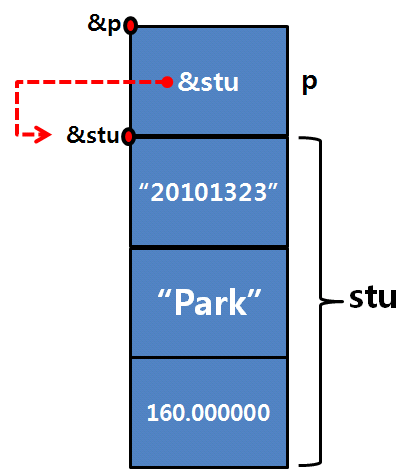 &p
&stu
p
&stu
“20101323”
“Park”
stu
160.000000